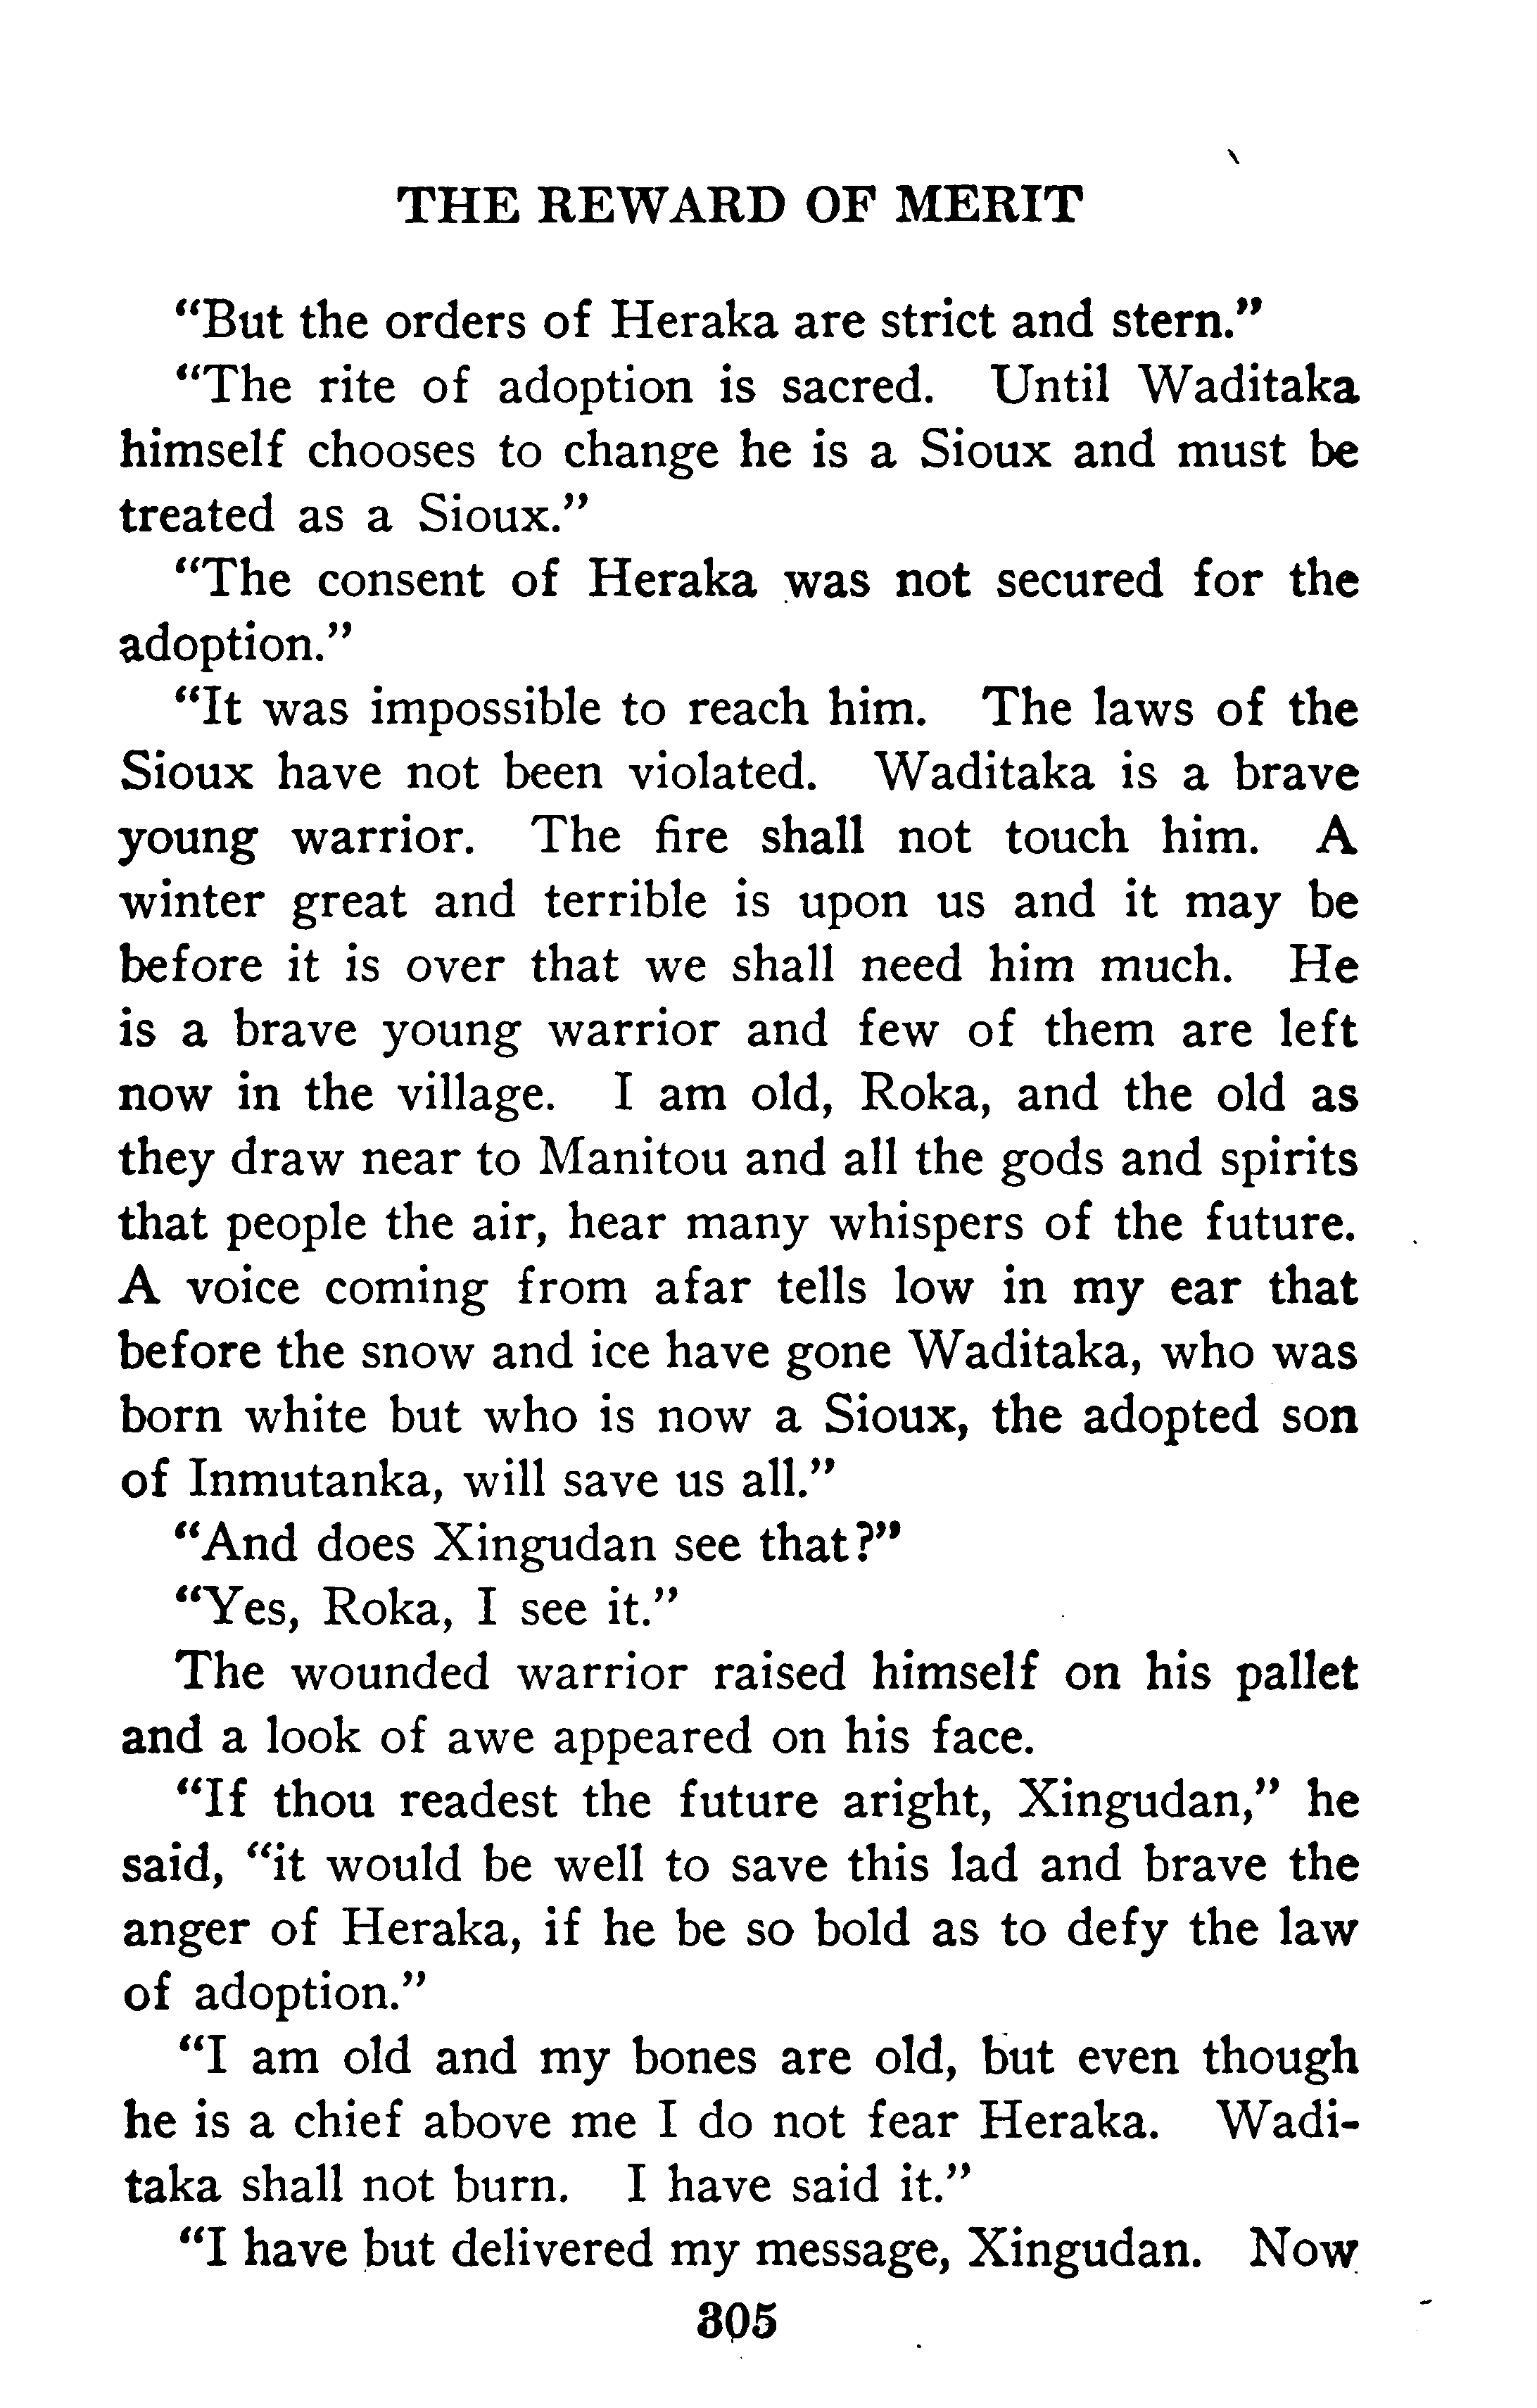 THE REWARD OF MERIT
“But the orders of Heraka are strict and stern.”
“The rite of adoption is sacred. Until Waditaka
himself chooses to change he is a Sioux and must be
treated as a Sioux.”
“The consent of Heraka was not secured for the
adoption.”
“It was impossible to reach him. The laws of the
Sioux have not been violated. Waditaka is a brave
young warrior. The fire shall not touch him. A
winter great and terrible is upon us and it may be
before it is over that we shall need him much. He
is a brave young warrior and few of them are left
now in the village. I am old, Roka, and the old as
they draw near to Manitou and all the gods and spirits
that people the air, hear many whispers of the future.
A voice coming from afar tells low in my ear that
before the snow and ice have gone Waditaka, who was
born white but who is now a Sioux, the adopted son
of Inmutanka, will save us all.”
“And does Xingudan see that?”
“Yes, Roka, I see it.”
The wounded warrior raised himself on his pallet
and a look of awe appeared on his face.
“If thou readest the future aright, Xingudan,” he
said, “it would be well to save this lad and brave the
anger of Heraka, if he be so bold as to defy the law
of adoption.”
“I am old and my bones are old, but even though
he is a chief above me I do not fear Heraka. Wadi-
taka shall not burn. I have said it.”
“I have but delivered my message, Xingudan. Now
305